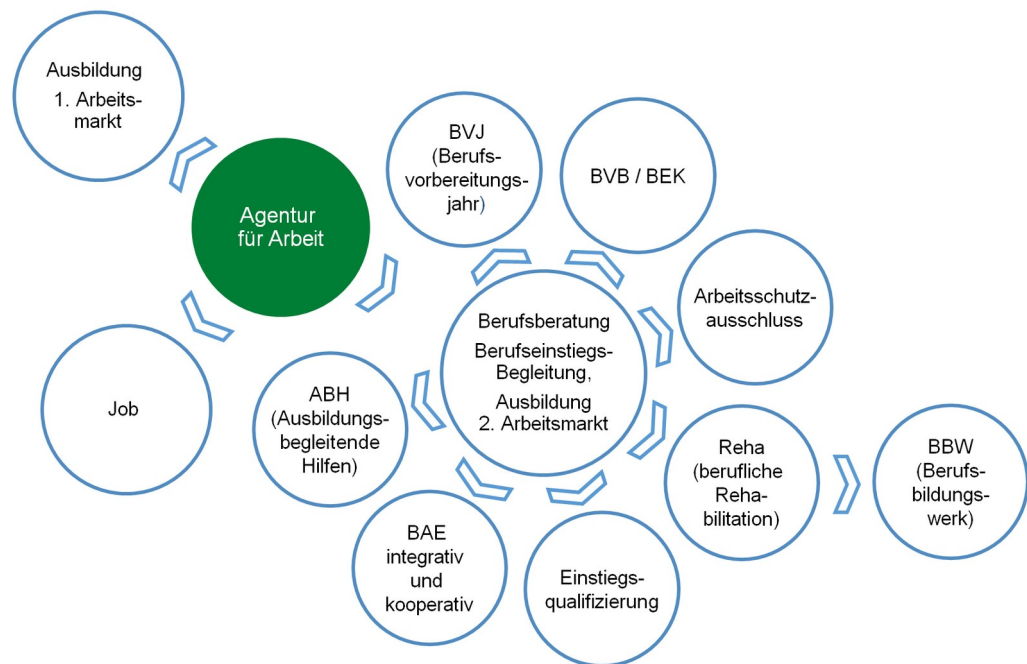 Ausbildung
1. Arbeits-
markt
Agentur
für Arbeit
Job
BVJ
(Berufs-
vorbereitungs-
jahr)
BVB / BEK
Arbeitsschutz-
ausschluss
Berufsberatung
Berufseinstiegs-
Begleitung,
Ausbildung
2. Arbeitsmarkt
ABH
(Ausbildungs-
begleitende
Hilfen)
BAE
integrativ
und
kooperativ
Einstiegs-
qualifizierung
Reha
(berufliche
Reha-
bilitation)
BBW
(Berufs-
bildungs-
werk)